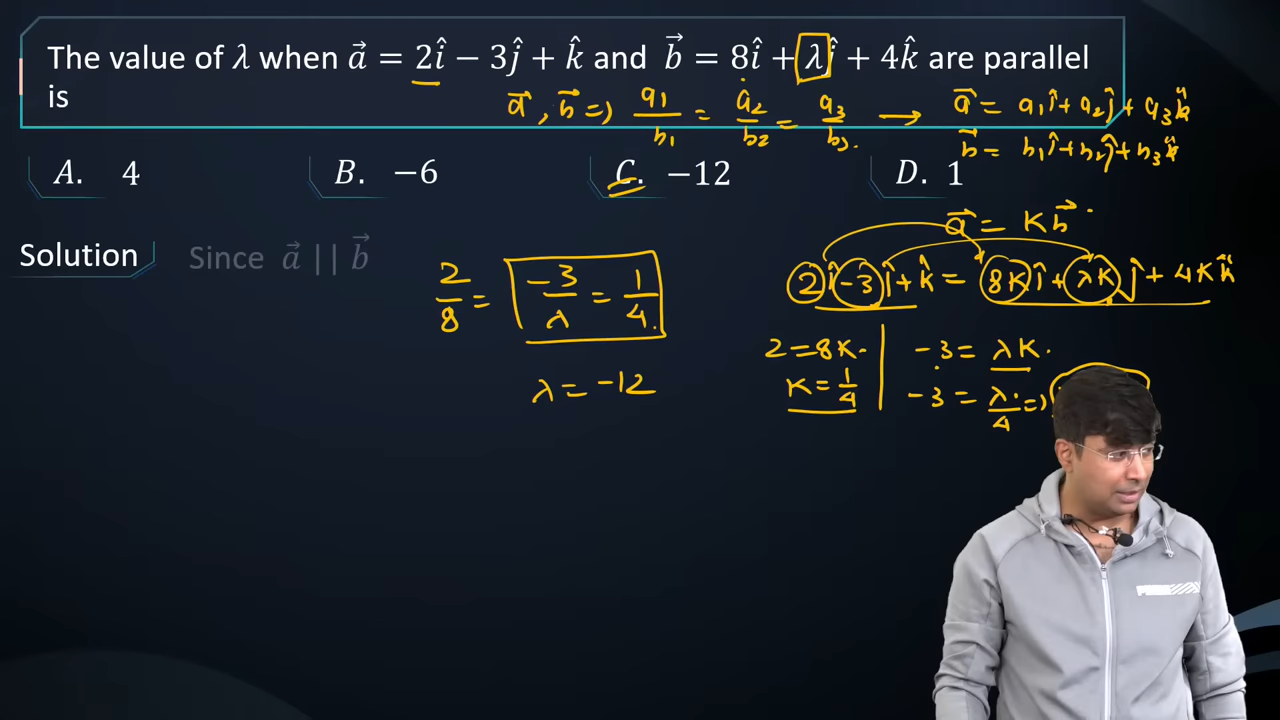 The value of λ when a⃗ = 2î − 3ĵ + k̂ and b⃗ = 8î + λĵ + 4k̂ are parallel
is
a⃗, b⃗ ⇒ a₁/b₁ = a₂/b₂ = a₃/b₃ → a⃗ = a₁î + a₂ĵ + a₃k̂
b⃗ = b₁î + b₂ĵ + b₃k̂
A. 4 B. −6 C. −12 D. 1
a⃗ = Kb⃗
Solution Since a⃗ || b⃗
2/8 = −3/λ = 1/4
λ = −12
2î −3ĵ + k̂ = 8Kî + λKĵ + 4Kk̂
2 = 8K. −3 = λK.
K = 1/4 −3 = λ/4 ⇒